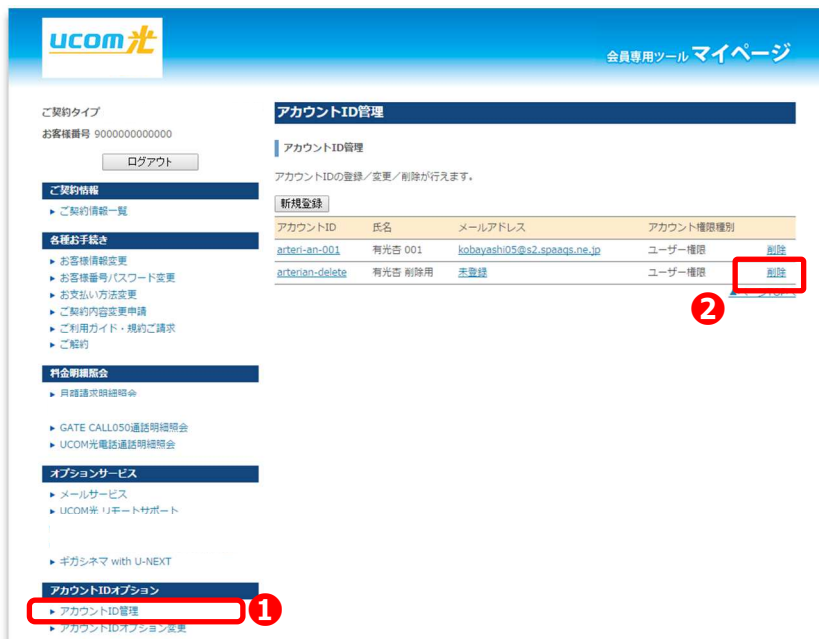 ucom光
会員専用ツール マイページ
ご契約タイプ
お客様番号 9000000000000
ログアウト
ご契約情報
ご契約情報一覧
各種お手続き
お客様情報変更
お客様番号パスワード変更
お支払い方法変更
ご契約内容変更申請
ご利用ガイド・規約ご請求
ご解約
料金明細照会
月額請求明細照会
GATE CALL050通話明細照会
UCOM光電話通話明細照会
オプションサービス
メールサービス
UCOM光 リモートサポート
ギガシネマ with U-NEXT
アカウントIDオプション
アカウントID管理
1
アカウントIDオプション変更
アカウントID管理
アカウントID管理
アカウントIDの登録／変更／削除が行えます。
新規登録
アカウントID 氏名 メールアドレス アカウント権限種別
arteri-an-001 有光杏 001 kobayashi05@s2.spaaqs.ne.jp ユーザー権限 削除
arterian-delete 有光杏 削除用 未登録 ユーザー権限 削除
2